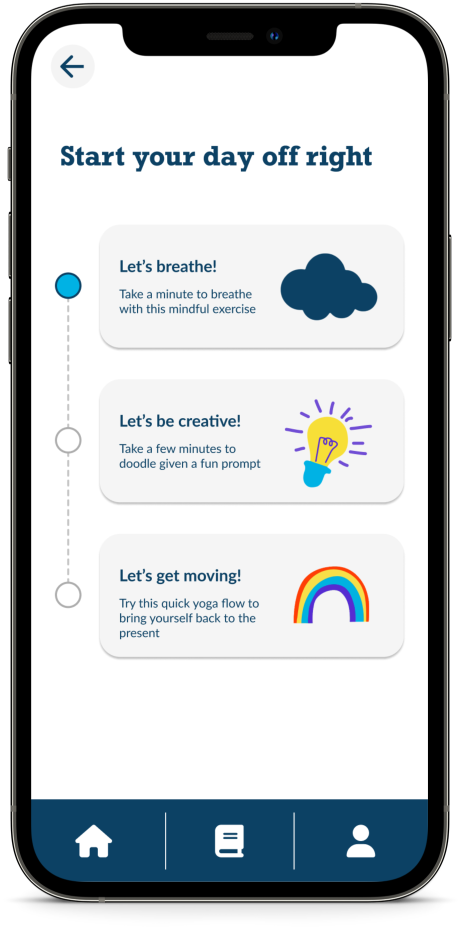 Start your day off right
Let's breathe!
Take a minute to breathe
with this mindful exercise
Let's be creative!
Take a few minutes to
doodle given a fun prompt
Let's get moving!
Try this quick yoga flow to
bring yourself back to the
present